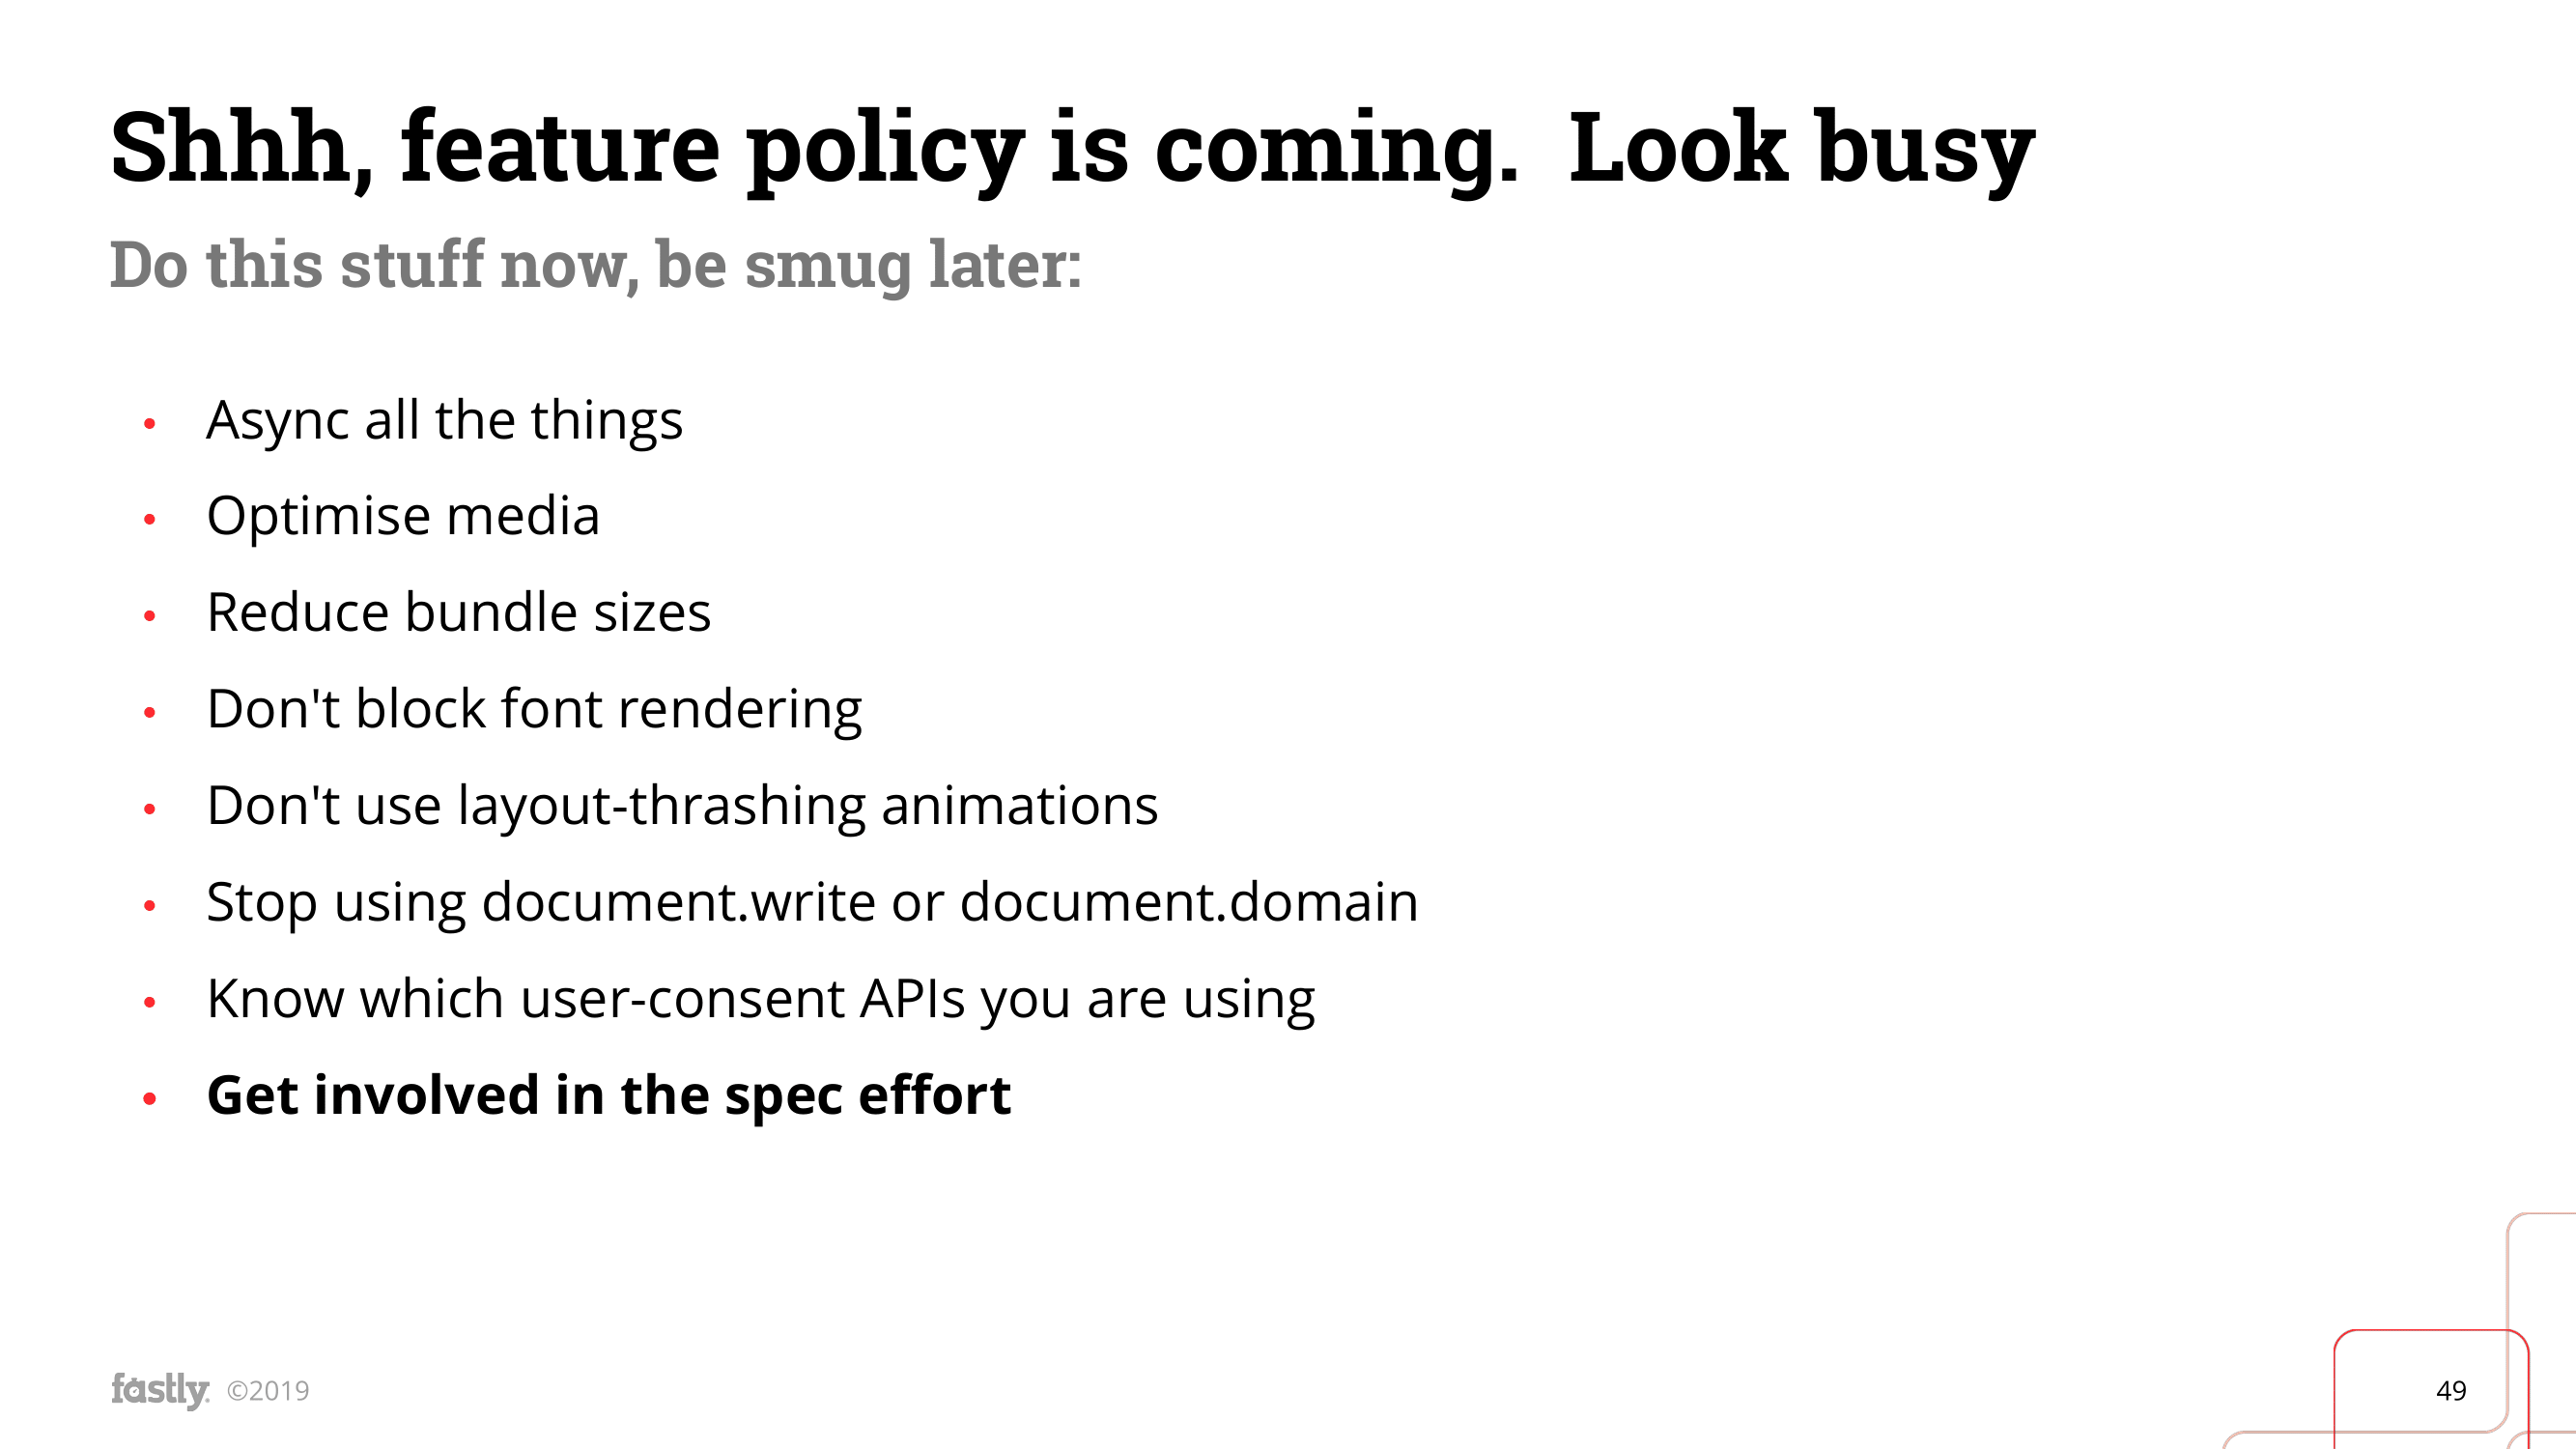 Shhh, feature policy is coming.  Look busy
Do this stuff now, be smug later:
• Async all the things
• Optimise media
• Reduce bundle sizes
• Don't block font rendering
• Don't use layout-thrashing animations
• Stop using document.write or document.domain
• Know which user-consent APIs you are using
• Get involved in the spec effort
fastly ©2019
49